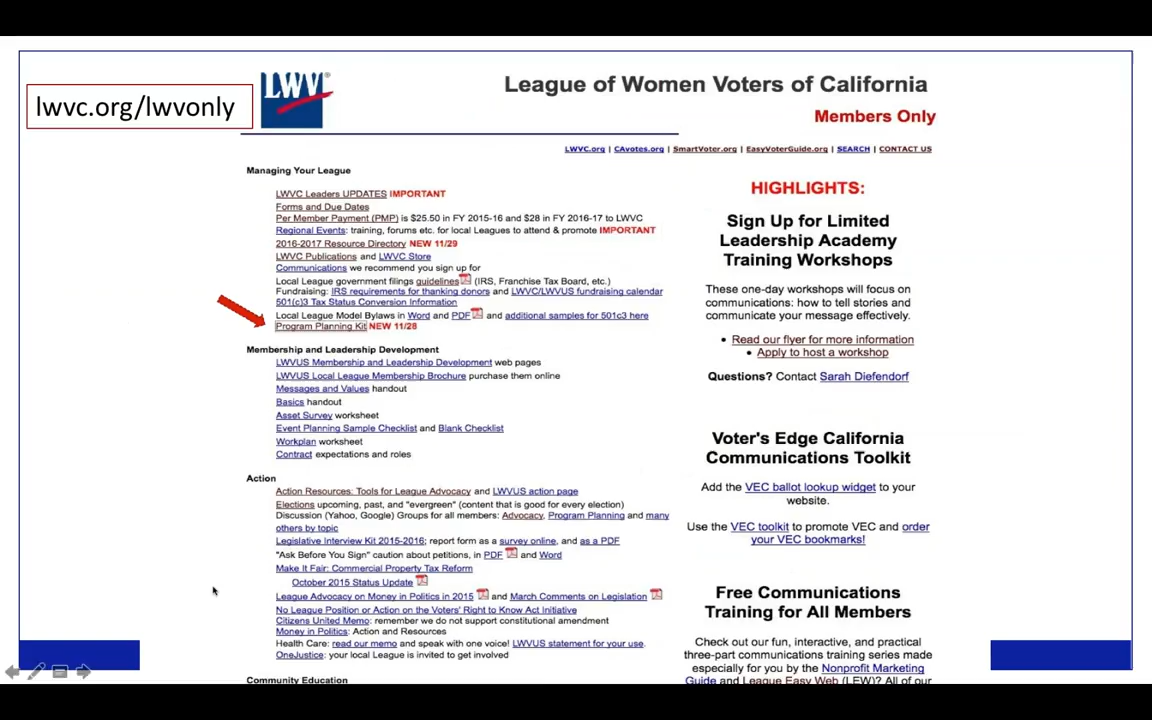 lwvc.org/lwvonly
LWV®
League of Women Voters of California
Members Only
LWVC.org | CAvotes.org | SmartVoter.org | EasyVoterGuide.org | SEARCH | CONTACT US
Managing Your League
LWVC Leaders UPDATES IMPORTANT
Forms and Due Dates
Per Member Payment (PMP) is $25.50 in FY 2015-16 and $28 in FY 2016-17 to LWVC
Regional Events: training, forums etc. for local Leagues to attend & promote IMPORTANT
2016-2017 Resource Directory NEW 11/29
LWVC Publications and LWVC Store
Communications we recommend you sign up for
Local League government filings guidelines (IRS, Franchise Tax Board, etc.)
Fundraising: IRS requirements for thanking donors and LWVC/LWVUS fundraising calendar
501(c)3 Tax Status Conversion Information
Local League Model Bylaws in Word and PDF and additional samples for 501c3 here
Program Planning Kit NEW 11/28
Membership and Leadership Development
LWVUS Membership and Leadership Development web pages
LWVUS Local League Membership Brochure purchase them online
Messages and Values handout
Basics handout
Asset Survey worksheet
Event Planning Sample Checklist and Blank Checklist
Workplan worksheet
Contract expectations and roles
Action
Action Resources: Tools for League Advocacy and LWVUS action page
Elections upcoming, past, and "evergreen" (content that is good for every election)
Discussion (Yahoo, Google) Groups for all members: Advocacy, Program Planning and many
others by topic
Legislative Interview Kit 2015-2016; report form as a survey online, and as a PDF
"Ask Before You Sign" caution about petitions, in PDF and Word
Make It Fair: Commercial Property Tax Reform
October 2015 Status Update
League Advocacy on Money in Politics in 2015 and March Comments on Legislation
No League Position or Action on the Voters' Right to Know Act Initiative
Citizens United Memo: remember we do not support constitutional amendment
Money in Politics: Action and Resources
Health Care: read our memo and speak with one voice! LWVUS statement for your use.
OneJustice: your local League is invited to get involved
Community Education
HIGHLIGHTS:
Sign Up for Limited
Leadership Academy
Training Workshops
These one-day workshops will focus on
communications: how to tell stories and
communicate your message effectively.
• Read our flyer for more information
• Apply to host a workshop
Questions? Contact Sarah Diefendorf
Voter's Edge California
Communications Toolkit
Add the VEC ballot lookup widget to your
website.
Use the VEC toolkit to promote VEC and order
your VEC bookmarks!
Free Communications
Training for All Members
Check out our fun, interactive, and practical
three-part communications training series made
especially for you by the Nonprofit Marketing
Guide and League Easy Web (LEW)? All of our